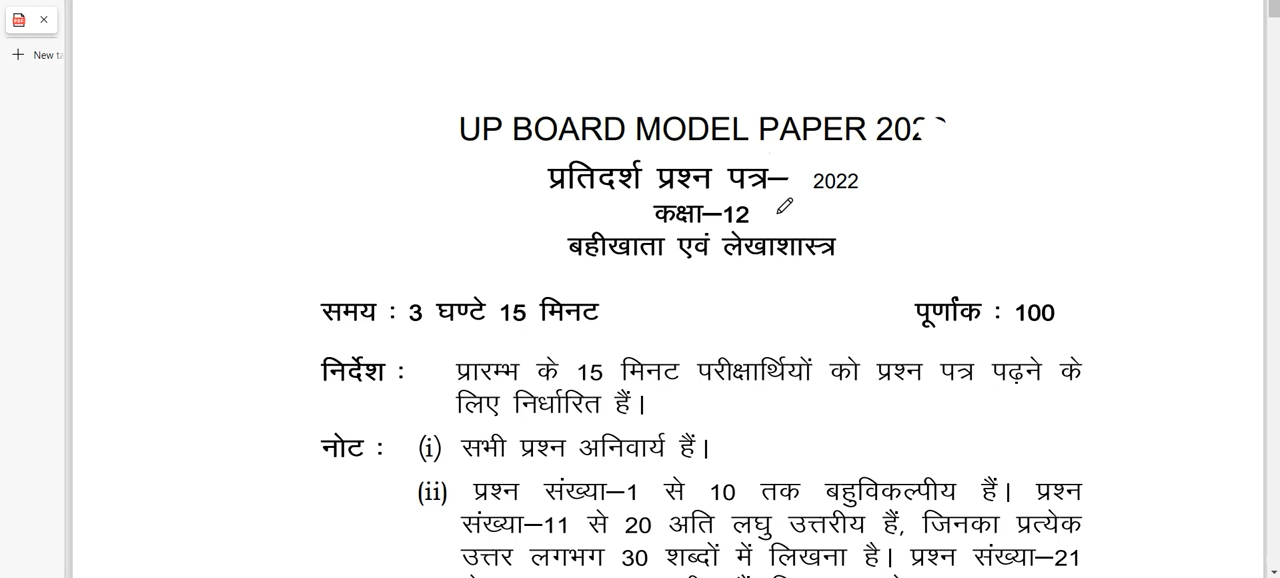 New
UP BOARD MODEL PAPER
प्रतिदर्श प्रश्न पत्र– 2022
कक्षा–12
बहीखाता एवं लेखाशास्त्र
समय : 3 घण्टे 15 मिनट पूर्णांक : 100
निर्देश : प्रारम्भ के 15 मिनट परीक्षार्थियों को प्रश्न पत्र पढ़ने के
लिए निर्धारित हैं।
नोट : (i) सभी प्रश्न अनिवार्य हैं।
(ii) प्रश्न संख्या–1 से 10 तक बहुविकल्पीय हैं। प्रश्न
संख्या–11 से 20 अति लघु उत्तरीय हैं, जिनका प्रत्येक
उत्तर लगभग 30 शब्दों में लिखना है। प्रश्न संख्या–21